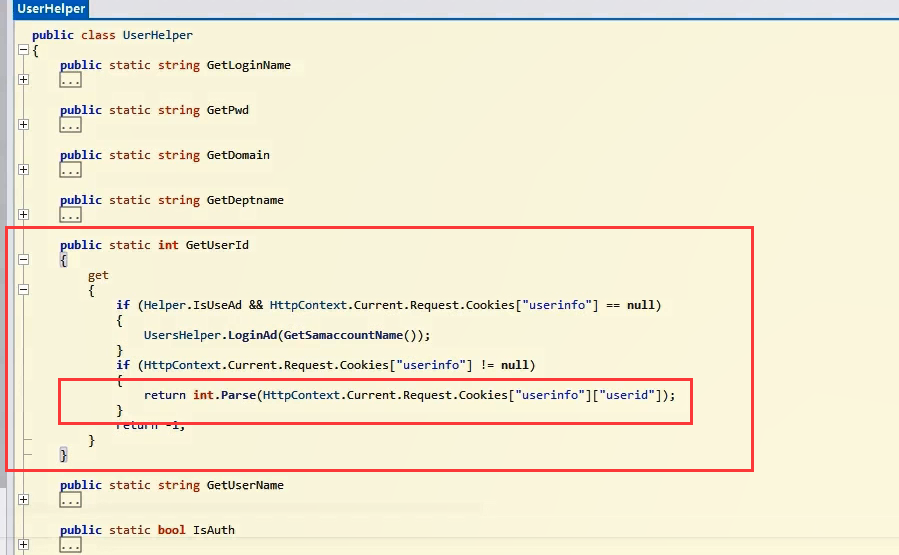 UserHelper
public class UserHelper
{
public static string GetLoginName
...
public static string GetPwd
...
public static string GetDomain
...
public static string GetDeptname
...
public static int GetUserId
{
get
{
if (Helper.IsUseAd && HttpContext.Current.Request.Cookies["userinfo"] == null)
{
UsersHelper.LoginAd(GetSamaccountName());
}
if (HttpContext.Current.Request.Cookies["userinfo"] != null)
{
return int.Parse(HttpContext.Current.Request.Cookies["userinfo"]["userid"]);
}
return -1;
}
}
public static string GetUserName
...
public static bool IsAuth
...